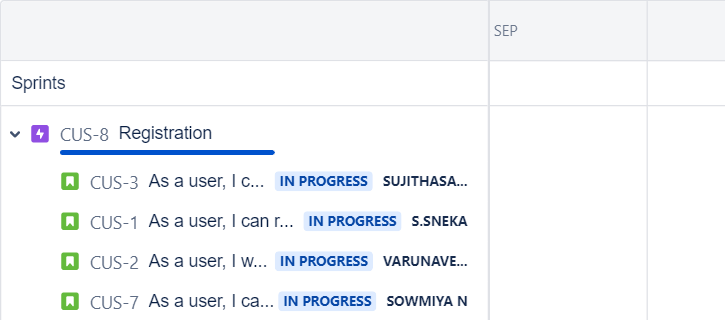 SEP
Sprints
CUS-8 Registration
CUS-3 As a user, I c... IN PROGRESS SUJITHASA...
CUS-1 As a user, I can r... IN PROGRESS S.SNEKA
CUS-2 As a user, I w... IN PROGRESS VARUNAVE...
CUS-7 As a user, I ca... IN PROGRESS SOWMIYA N